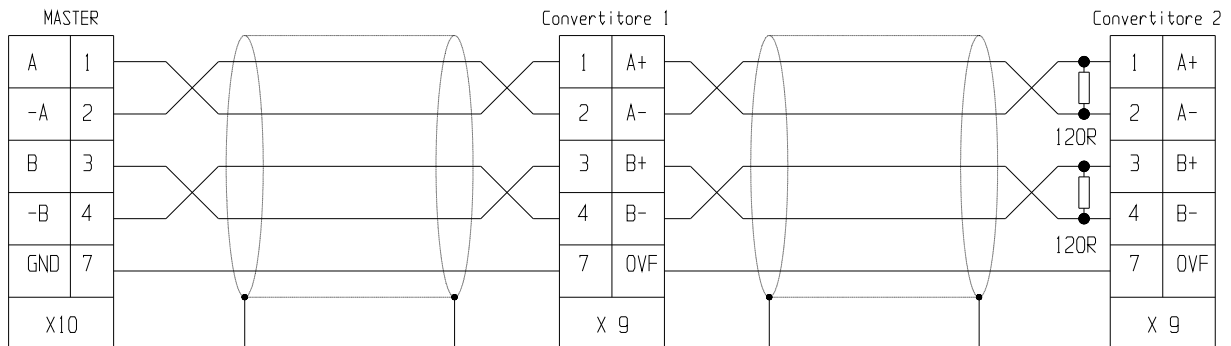 MASTER Convertitore 1 Convertitore 2
A 1 1 A+ 1 A+
-A 2 2 A- 2 A-
120R
B 3 3 B+ 3 B+
-B 4 4 B- 4 B-
120R
GND 7 7 0VF 7 0VF
X10 X 9 X 9